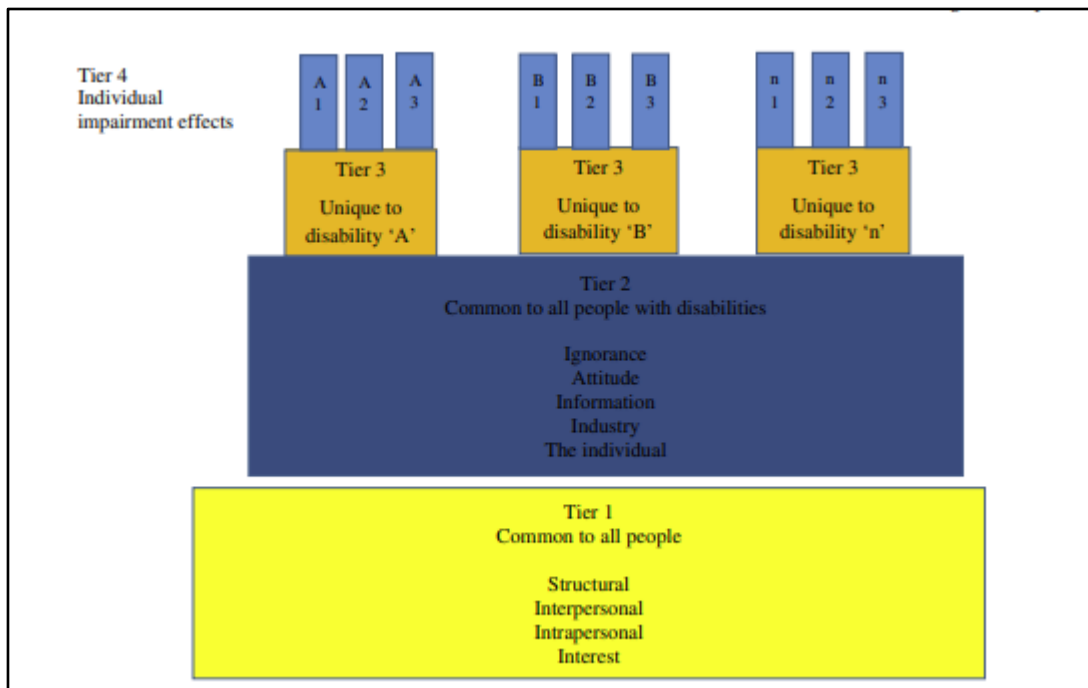 Tier 4
Individual
impairment effects
A
1
A
2
A
3
B
1
B
2
B
3
n
1
n
2
n
3
Tier 3
Unique to
disability ‘A’
Tier 3
Unique to
disability ‘B’
Tier 3
Unique to
disability ‘n’
Tier 2
Common to all people with disabilities
Ignorance
Attitude
Information
Industry
The individual
Tier 1
Common to all people
Structural
Interpersonal
Intrapersonal
Interest